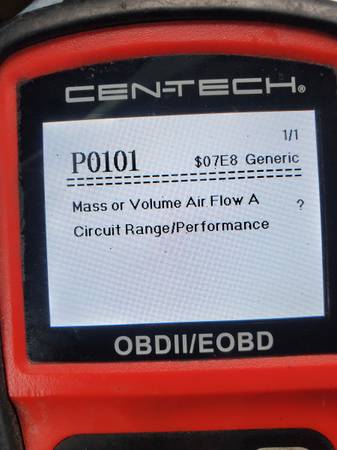 CEN-TECH®
1/1
P0101 $07E8 Generic
Mass or Volume Air Flow A ?
Circuit Range/Performance
OBDII/EOBD